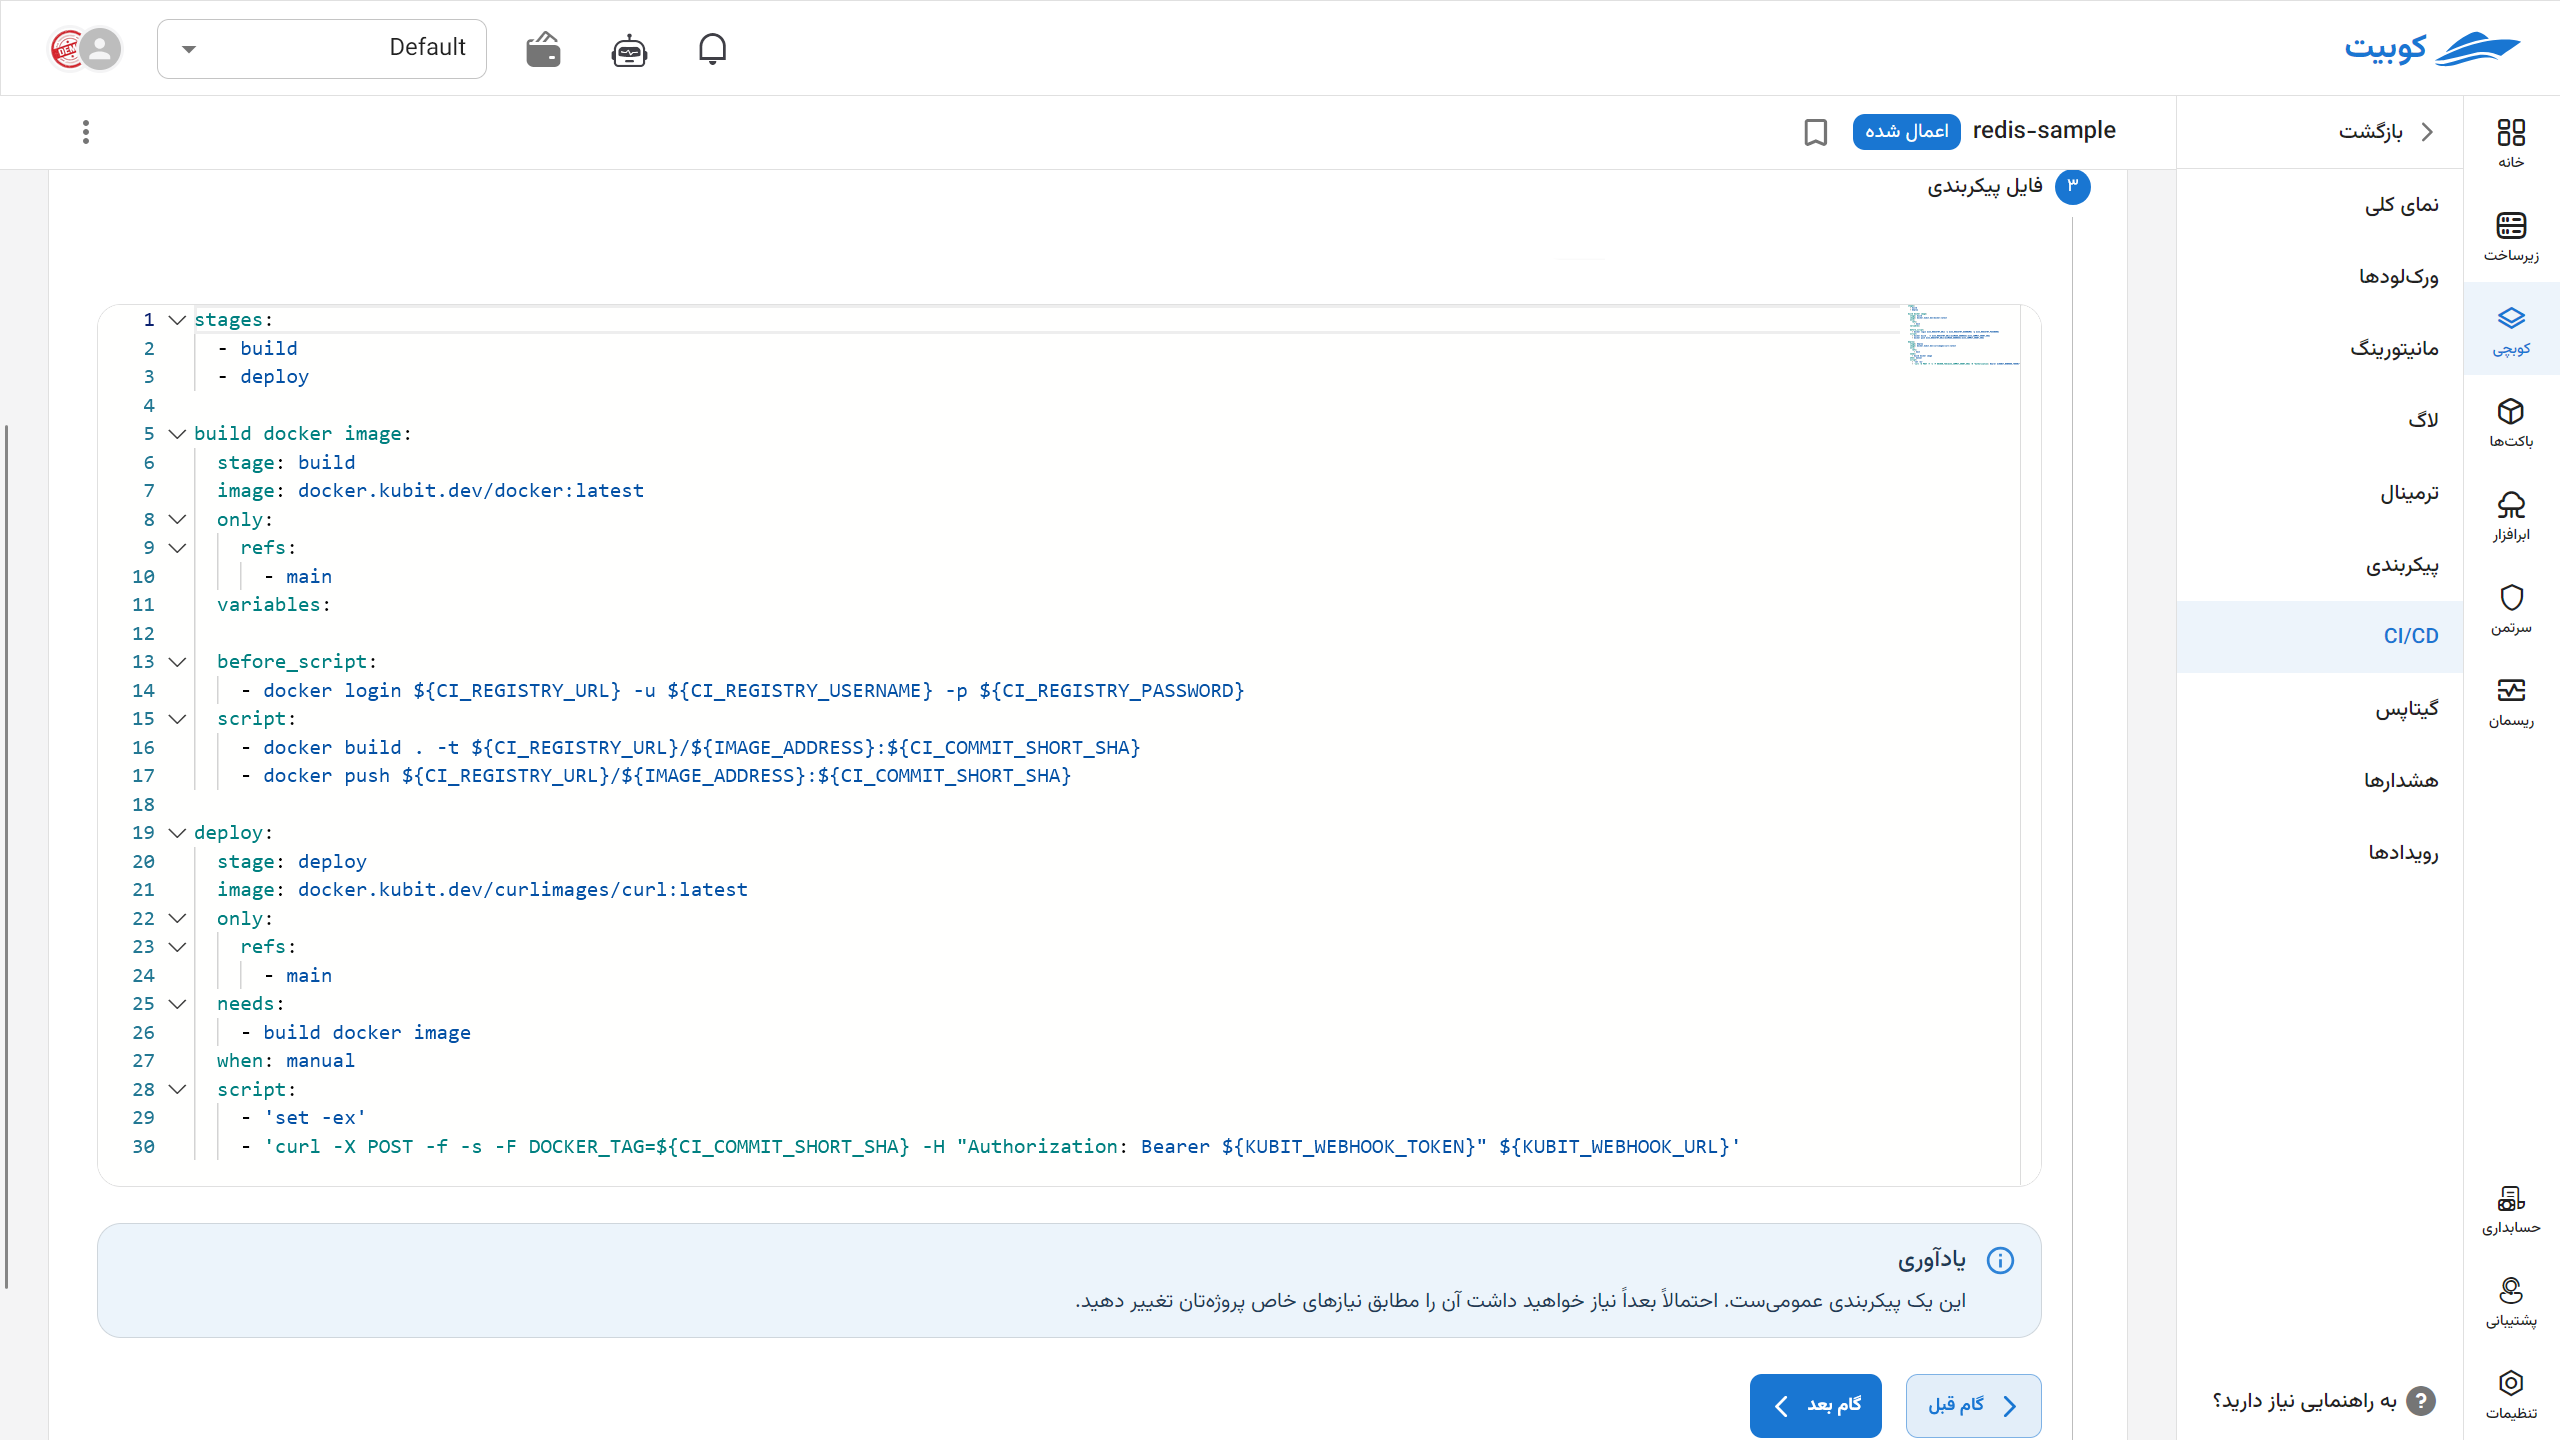 کوبیت
Default
خانه
زیرساخت
کوبچی
باکت‌ها
ابرافزار
سرتمن
ریسمان
حسابداری
پشتیبانی
تنظیمات
بازگشت
نمای کلی
ورک‌لودها
مانیتورینگ
لاگ
ترمینال
پیکربندی
CI/CD
گیتاپس
هشدارها
رویدادها
به راهنمایی نیاز دارید؟
redis-sample
اعمال شده
۳ فایل پیکربندی
1 stages:
2   - build
3   - deploy
4
5 build docker image:
6   stage: build
7   image: docker.kubit.dev/docker:latest
8   only:
9     refs:
10       - main
11   variables:
12
13   before_script:
14     - docker login ${CI_REGISTRY_URL} -u ${CI_REGISTRY_USERNAME} -p ${CI_REGISTRY_PASSWORD}
15   script:
16     - docker build . -t ${CI_REGISTRY_URL}/${IMAGE_ADDRESS}:${CI_COMMIT_SHORT_SHA}
17     - docker push ${CI_REGISTRY_URL}/${IMAGE_ADDRESS}:${CI_COMMIT_SHORT_SHA}
18
19 deploy:
20   stage: deploy
21   image: docker.kubit.dev/curlimages/curl:latest
22   only:
23     refs:
24       - main
25   needs:
26     - build docker image
27   when: manual
28   script:
29     - 'set -ex'
30     - 'curl -X POST -f -s -F DOCKER_TAG=${CI_COMMIT_SHORT_SHA} -H "Authorization: Bearer ${KUBIT_WEBHOOK_TOKEN}" ${KUBIT_WEBHOOK_URL}'
یادآوری
این یک پیکربندی عمومی‌ست. احتمالاً بعداً نیاز خواهید داشت آن را مطابق نیازهای خاص پروژه‌تان تغییر دهید.
گام قبل
گام بعد